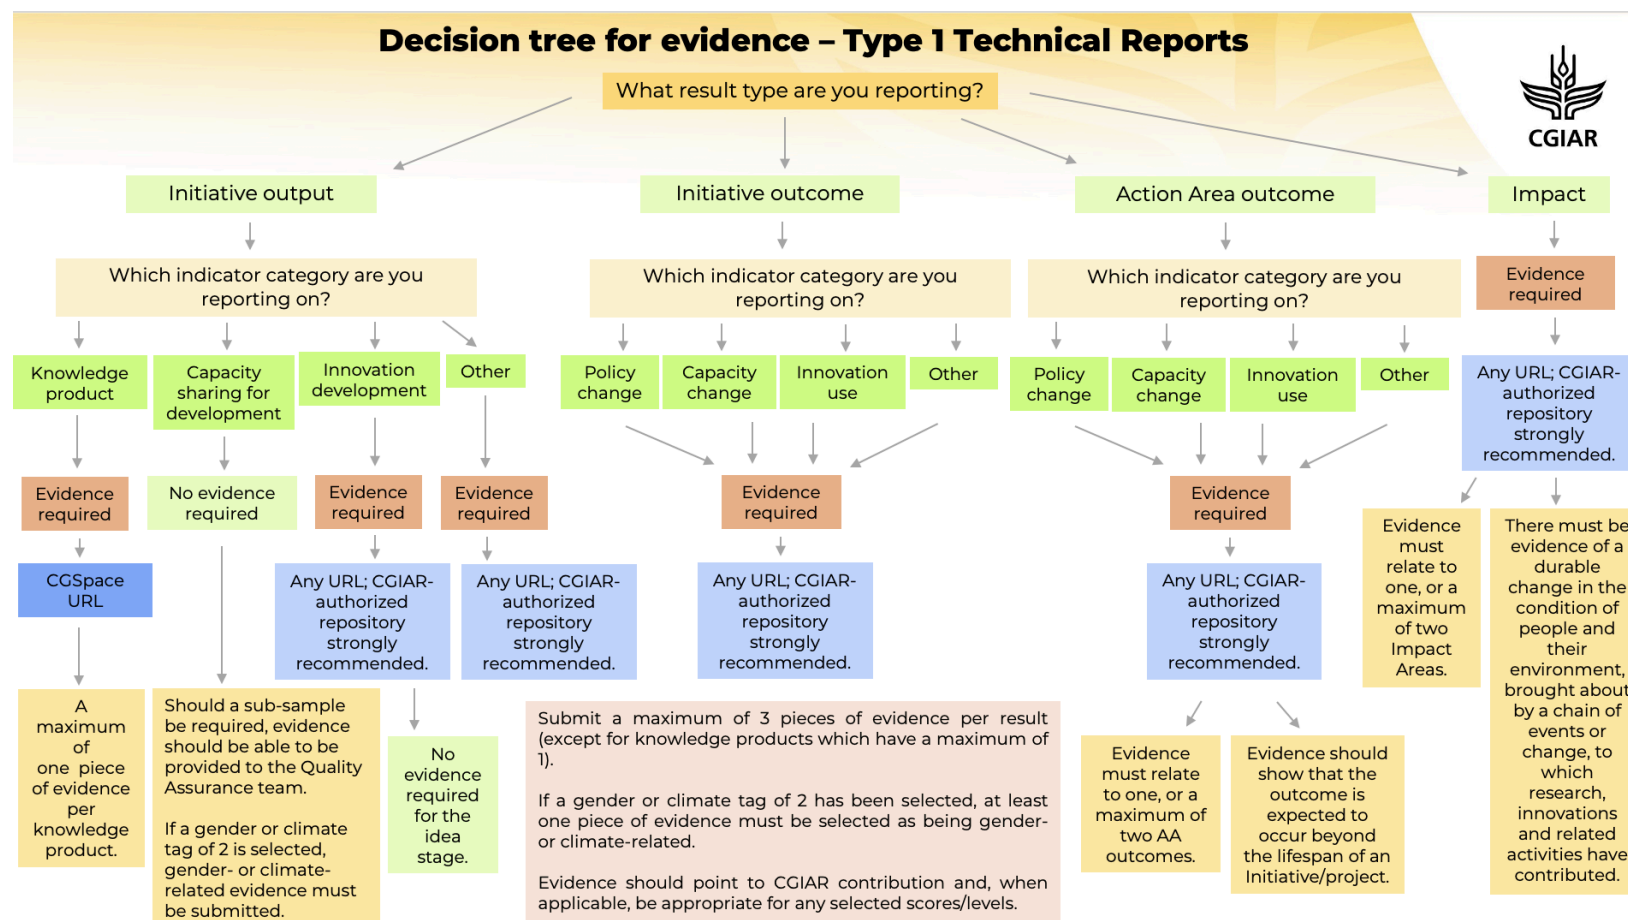 Decision tree for evidence – Type 1 Technical Reports
What result type are you reporting?
CGIAR
Initiative output
Initiative outcome
Action Area outcome
Impact
Which indicator category are you
reporting on?
Which indicator category are you
reporting on?
Which indicator category are you
reporting on?
Evidence
required
Knowledge
product
Capacity
sharing for
development
Innovation
development
Other
Policy
change
Capacity
change
Innovation
use
Other
Policy
change
Capacity
change
Innovation
use
Other
Any URL; CGIAR-
authorized
repository
strongly
recommended.
Evidence
required
No evidence
required
Evidence
required
Evidence
required
Evidence
required
Evidence
required
CGSpace
URL
Any URL; CGIAR-
authorized
repository
strongly
recommended.
Any URL; CGIAR-
authorized
repository
strongly
recommended.
Any URL; CGIAR-
authorized
repository
strongly
recommended.
Any URL; CGIAR-
authorized
repository
strongly
recommended.
Evidence
must
relate to
one, or a
maximum
of two
Impact
Areas.
There must be
evidence of a
durable
change in the
condition of
people and
their
environment,
brought about
by a chain of
events or
change, to
which
research,
innovations
and related
activities have
contributed.
A
maximum
of
one piece
of evidence
per
knowledge
product.
Should a sub-sample
be required, evidence
should be able to be
provided to the Quality
Assurance team.
If a gender or climate
tag of 2 is selected,
gender- or climate-
related evidence must
be submitted.
No
evidence
required
for the
idea
stage.
Submit a maximum of 3 pieces of evidence per result
(except for knowledge products which have a maximum of
1).
If a gender or climate tag of 2 has been selected, at least
one piece of evidence must be selected as being gender-
or climate-related.
Evidence should point to CGIAR contribution and, when
applicable, be appropriate for any selected scores/levels.
Evidence
must relate
to one, or a
maximum of
two AA
outcomes.
Evidence should
show that the
outcome is
expected to
occur beyond
the lifespan of an
Initiative/project.